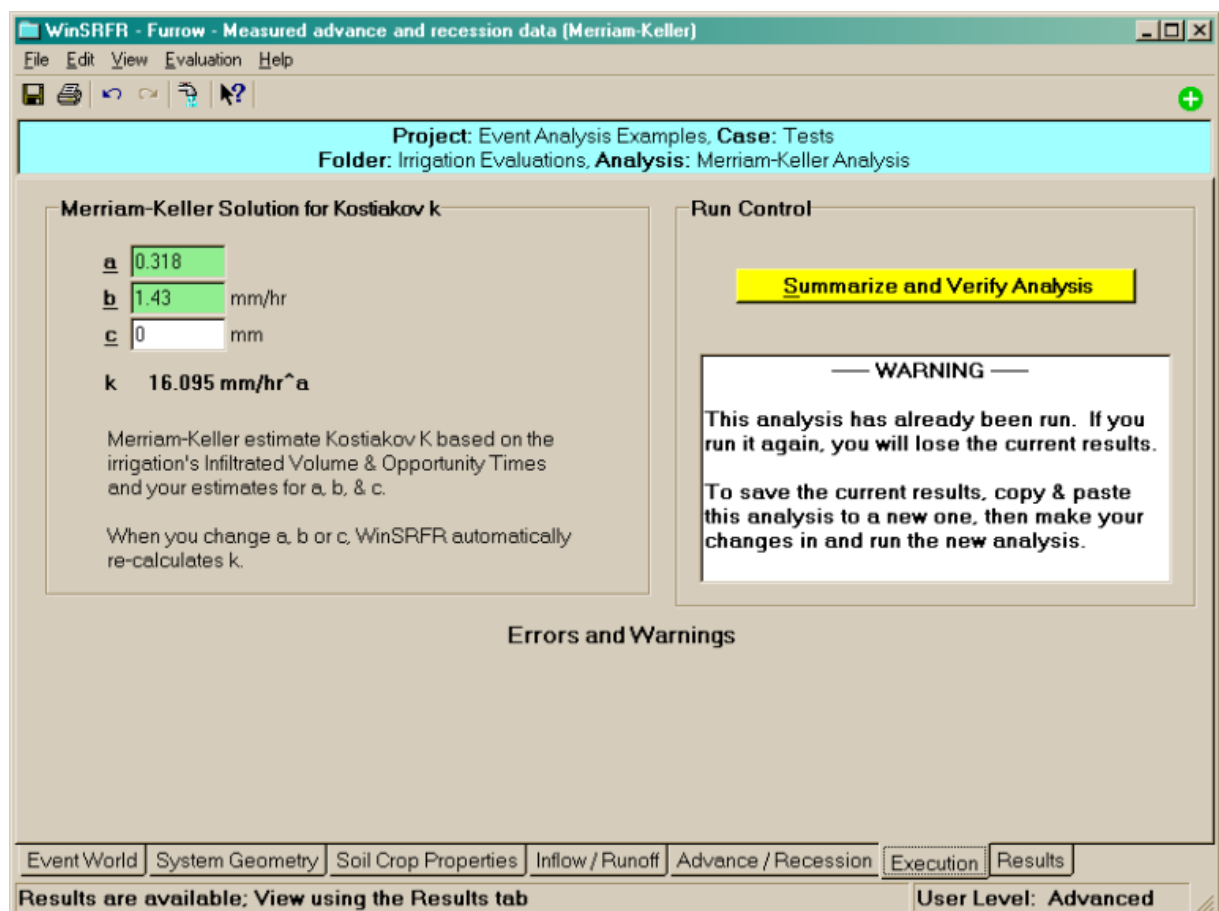 WinSRFR - Furrow - Measured advance and recession data (Merriam-Keller)
File Edit View Evaluation Help
Project: Event Analysis Examples, Case: Tests
Folder: Irrigation Evaluations, Analysis: Merriam-Keller Analysis
Merriam-Keller Solution for Kostiakov k
a 0.318
b 1.43 mm/hr
c 0 mm
k 16.095 mm/hr^a
Merriam-Keller estimate Kostiakov K based on the
irrigation's Infiltrated Volume & Opportunity Times
and your estimates for a, b, & c.
When you change a, b or c, WinSRFR automatically
re-calculates k.
Run Control
Summarize and Verify Analysis
── WARNING ──
This analysis has already been run. If you
run it again, you will lose the current results.
To save the current results, copy & paste
this analysis to a new one, then make your
changes in and run the new analysis.
Errors and Warnings
Event World System Geometry Soil Crop Properties Inflow / Runoff Advance / Recession Execution Results
Results are available; View using the Results tab User Level: Advanced